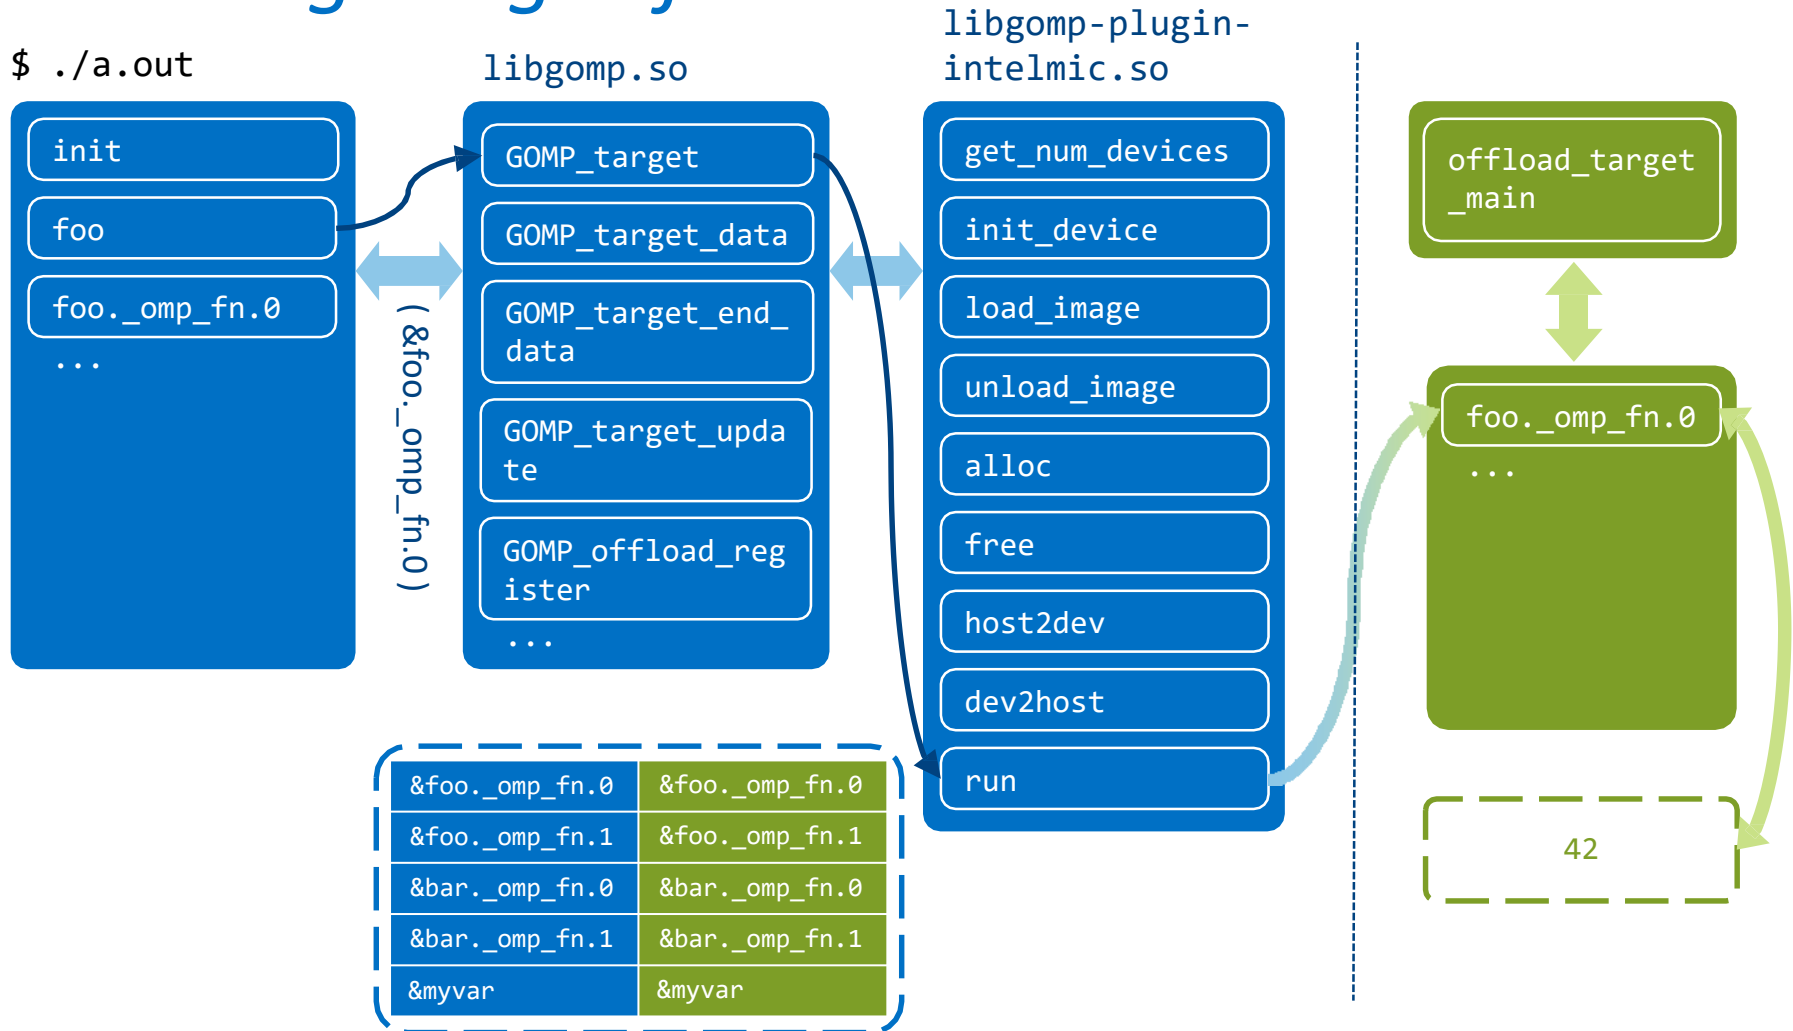 $ ./a.out
init
foo
foo._omp_fn.0
...
( &foo._omp_fn.0 )
libgomp.so
GOMP_target
GOMP_target_data
GOMP_target_end_
data
GOMP_target_upda
te
GOMP_offload_reg
ister
...
libgomp-plugin-
intelmic.so
get_num_devices
init_device
load_image
unload_image
alloc
free
host2dev
dev2host
run
offload_target
_main
foo._omp_fn.0
...
42
&foo._omp_fn.0 &foo._omp_fn.0
&foo._omp_fn.1 &foo._omp_fn.1
&bar._omp_fn.0 &bar._omp_fn.0
&bar._omp_fn.1 &bar._omp_fn.1
&myvar &myvar